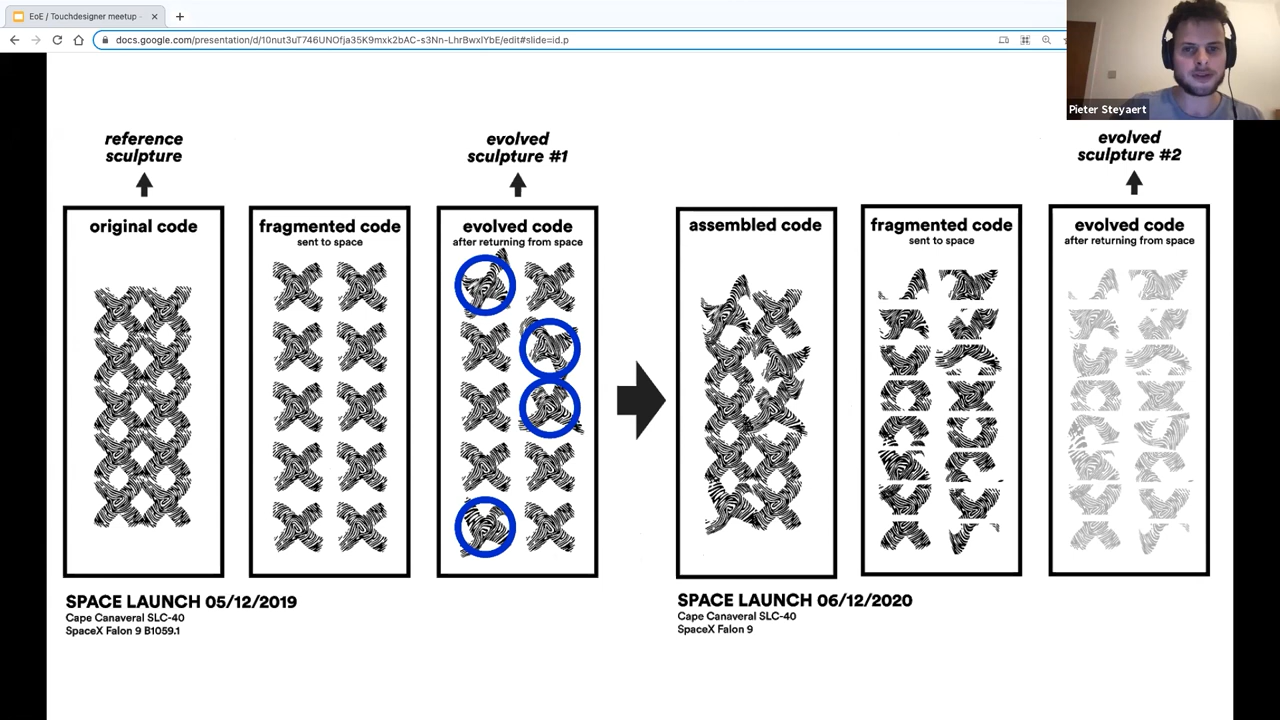 EoE / Touchdesigner meetup
docs.google.com/presentation/d/10nut3uT746UNOfja35K9mxk2bAC-s3Nn-LhrBwxlYbE/edit#slide=id.p
Pieter Steyaert
reference
sculpture
evolved
sculpture #1
evolved
sculpture #2
original code
fragmented code
sent to space
evolved code
after returning from space
assembled code
fragmented code
sent to space
evolved code
after returning from space
SPACE LAUNCH 05/12/2019
Cape Canaveral SLC-40
SpaceX Falon 9 B1059.1
SPACE LAUNCH 06/12/2020
Cape Canaveral SLC-40
SpaceX Falon 9